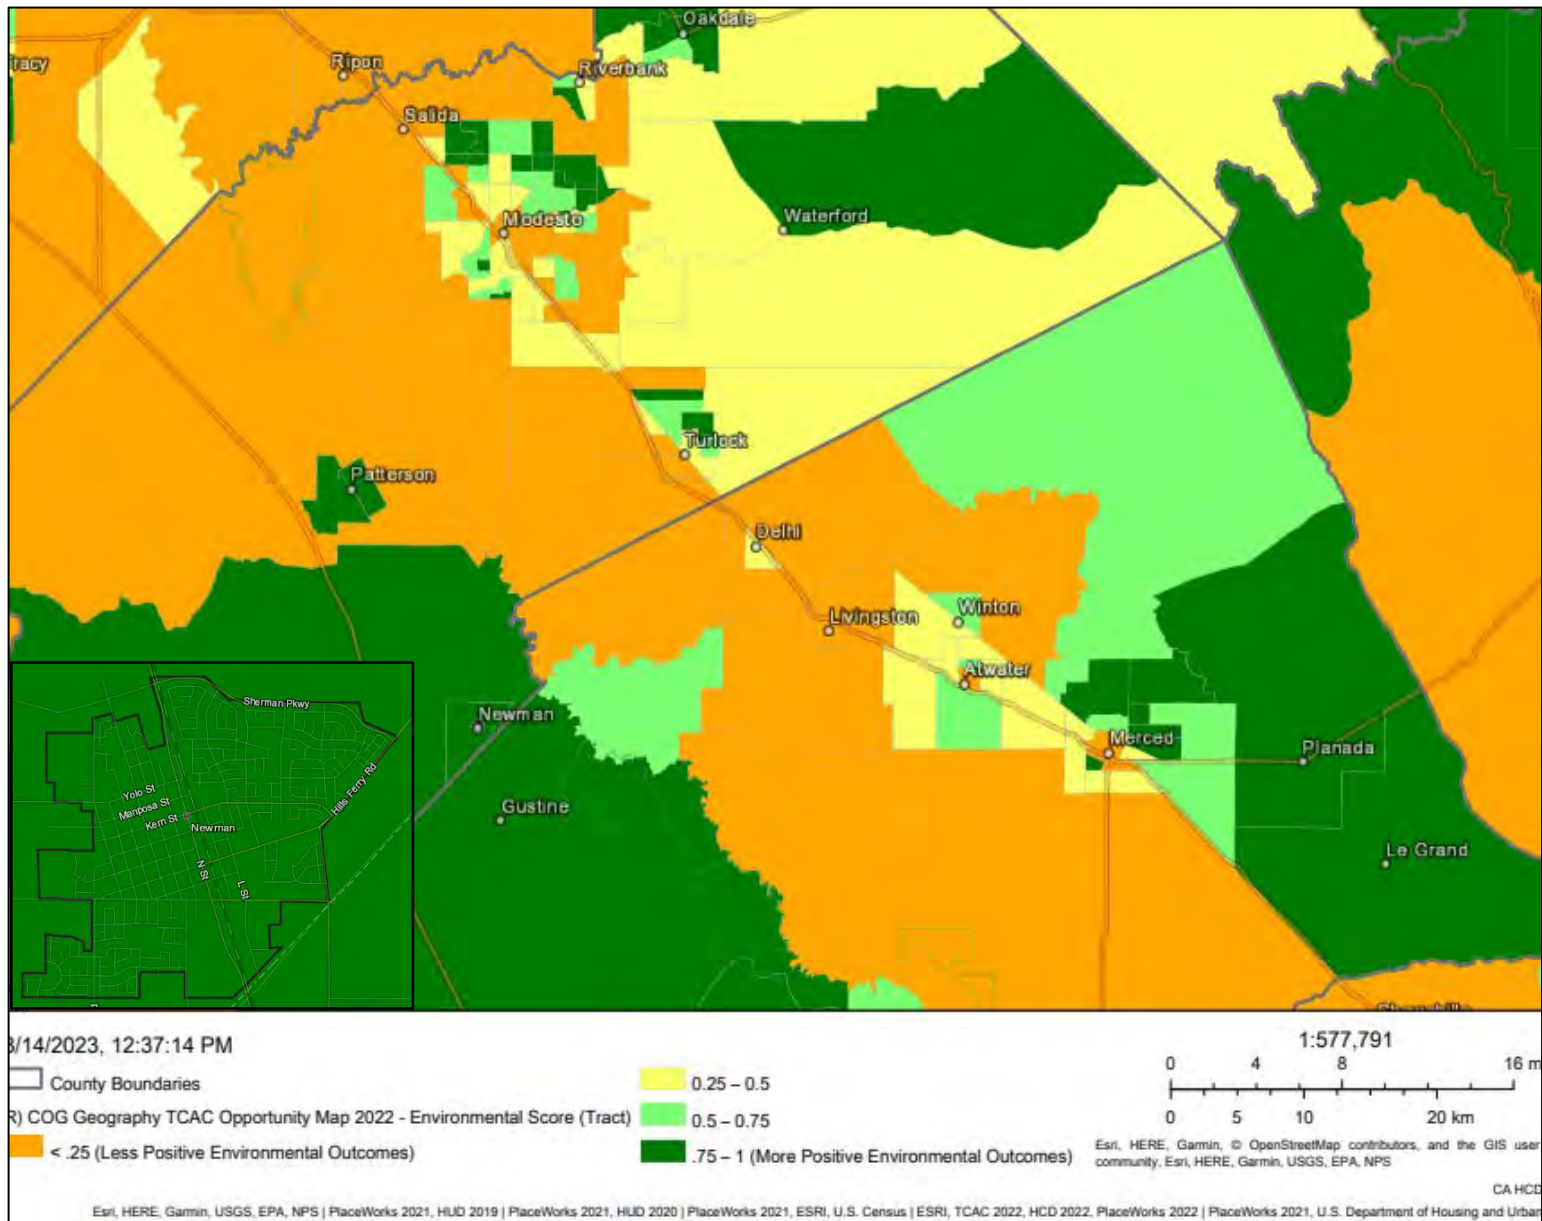 Oakdale
Tracy
Ripon
Riverbank
Salida
Modesto
Waterford
Turlock
Patterson
Delhi
Livingston
Winton
Atwater
Newman
Merced
Planada
Gustine
Le Grand
Sherman Pkwy
Hills Ferry Rd
Yolo St
Mariposa St
Kern St
Newman
N St
L St
3/14/2023, 12:37:14 PM
County Boundaries
R) COG Geography TCAC Opportunity Map 2022 - Environmental Score (Tract)
< .25 (Less Positive Environmental Outcomes)
0.25 – 0.5
0.5 – 0.75
.75 – 1 (More Positive Environmental Outcomes)
1:577,791
0 4 8 16 m
0 5 10 20 km
Esri, HERE, Garmin, © OpenStreetMap contributors, and the GIS user
community, Esri, HERE, Garmin, USGS, EPA, NPS
CA HCD
Esri, HERE, Garmin, USGS, EPA, NPS | PlaceWorks 2021, HUD 2019 | PlaceWorks 2021, HUD 2020 | PlaceWorks 2021, ESRI, U.S. Census | ESRI, TCAC 2022, HCD 2022, PlaceWorks 2022 | PlaceWorks 2021, U.S. Department of Housing and Urban